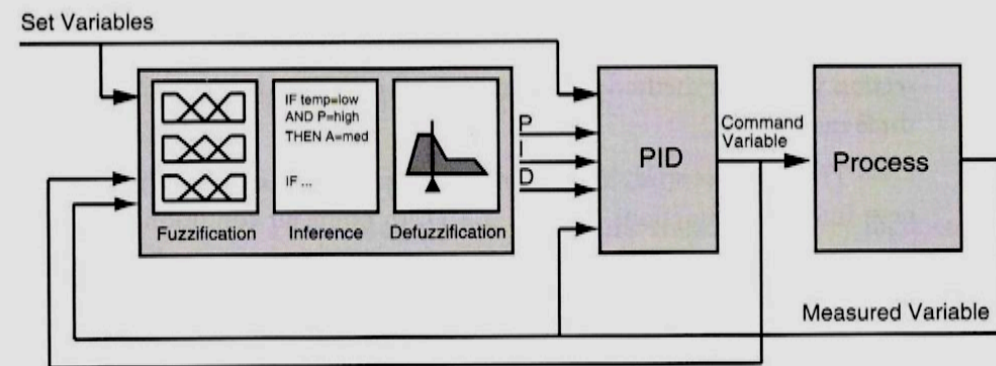 Set Variables
IF temp=low
AND P=high
THEN A=med
IF ...
Fuzzification
Inference
Defuzzification
P
I
D
PID
Command
Variable
Process
Measured Variable